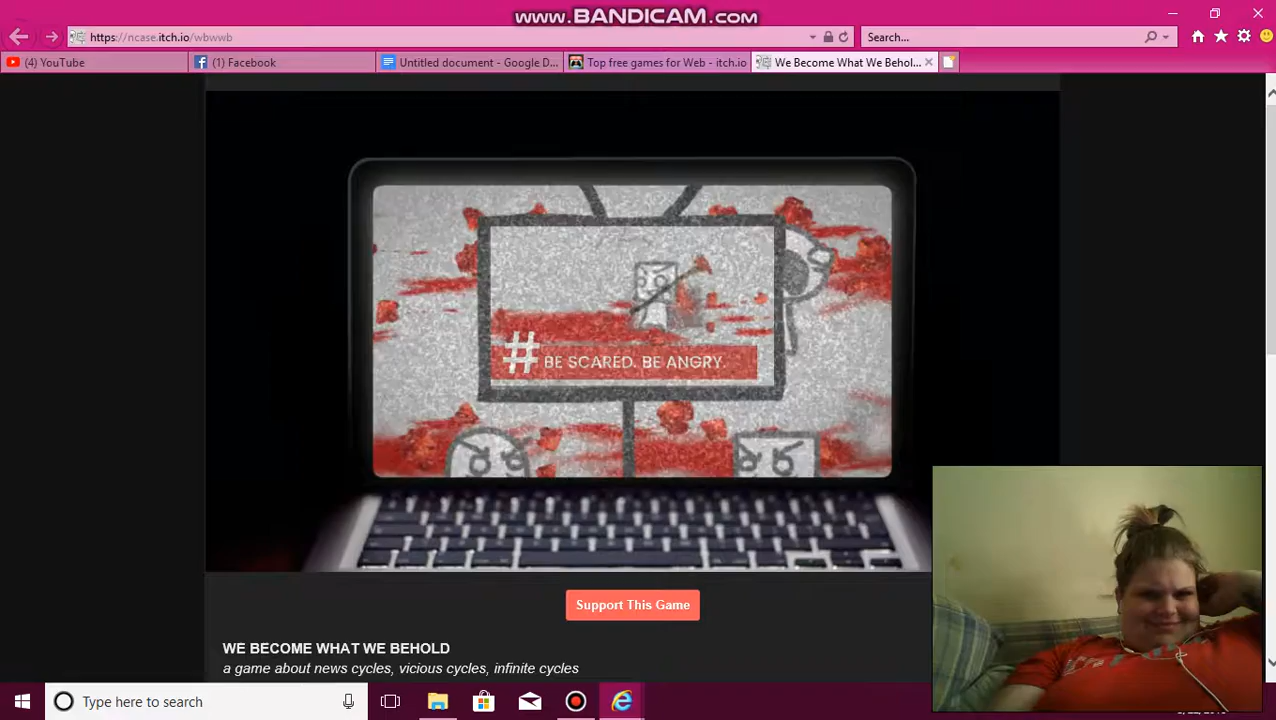 WWW.BANDICAM.COM
https://ncase.itch.io/wbwwb
Search...
(4) YouTube
(1) Facebook
Untitled document - Google D...
Top free games for Web - itch.io
We Become What We Behol...
# BE SCARED. BE ANGRY.
Support This Game
WE BECOME WHAT WE BEHOLD
a game about news cycles, vicious cycles, infinite cycles
Type here to search